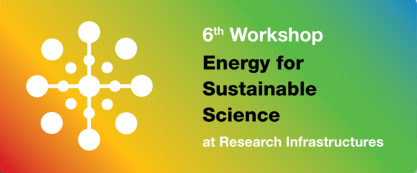 6th Workshop
Energy for
Sustainable
Science
at Research Infrastructures